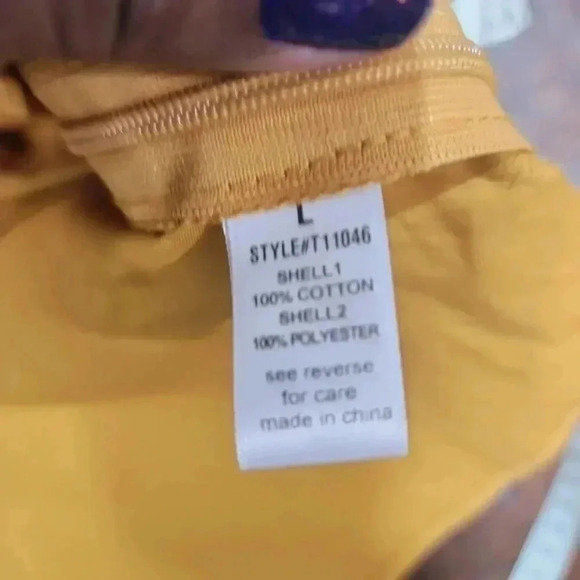 L
STYLE#T11046
SHELL1
100% COTTON
SHELL2
100% POLYESTER
see reverse
for care
made in china